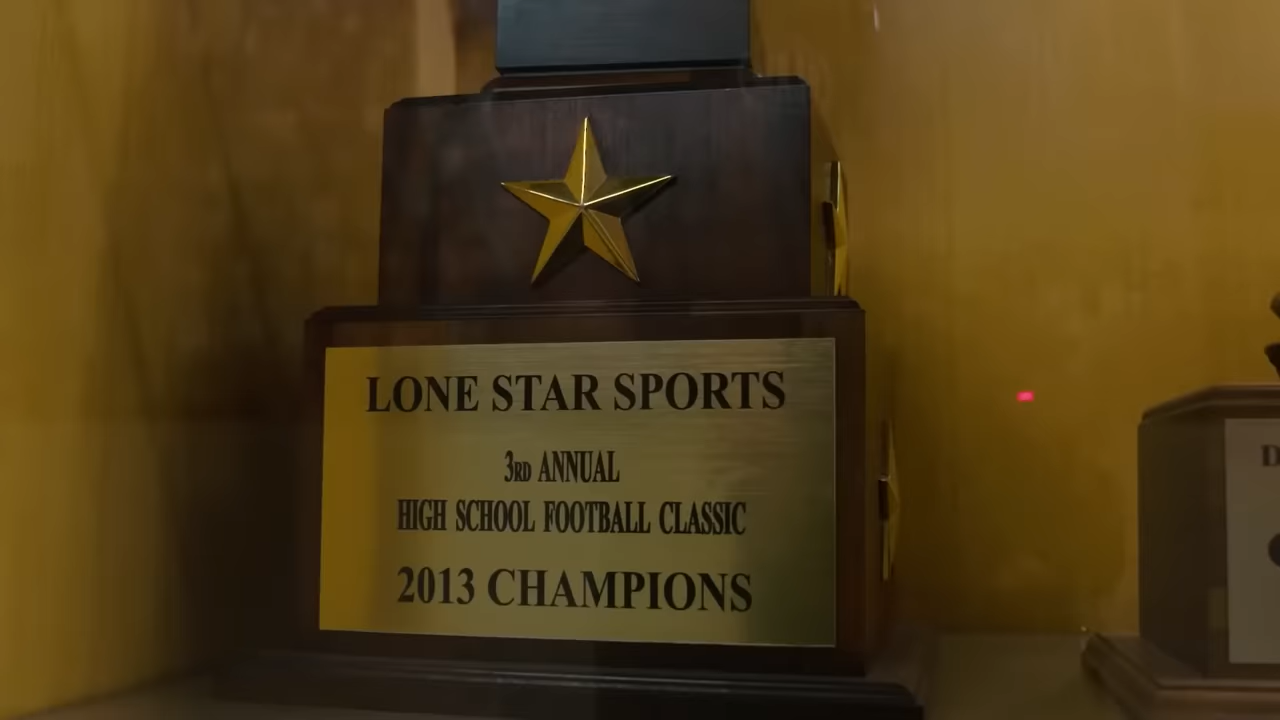 LONE STAR SPORTS
3RD ANNUAL
HIGH SCHOOL FOOTBALL CLASSIC
2013 CHAMPIONS